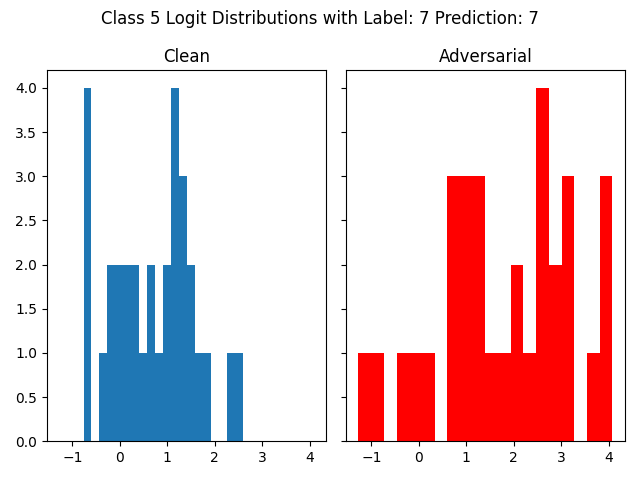 Class 5 Logit Distributions with Label: 7 Prediction: 7
Clean
Adversarial
4.0
3.5
3.0
2.5
2.0
1.5
1.0
0.5
0.0
−1 0 1 2 3 4
−1 0 1 2 3 4